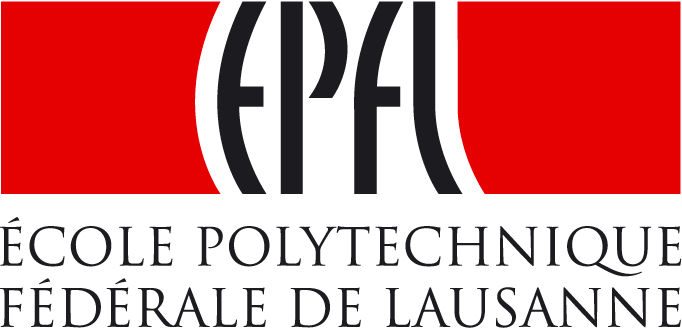 EPFL
ÉCOLE POLYTECHNIQUE
FÉDÉRALE DE LAUSANNE